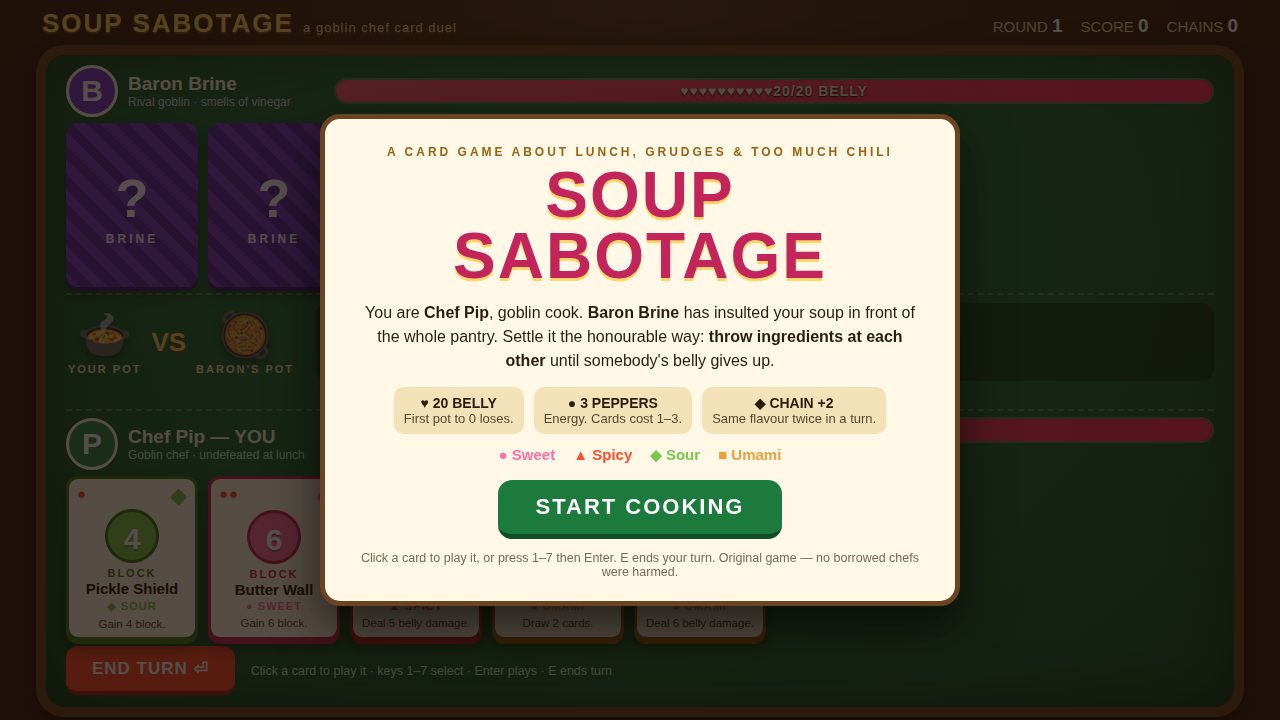 SOUP SABOTAGE a goblin chef card duel
ROUND 1 SCORE 0 CHAINS 0
B
Baron Brine
Rival goblin · smells of vinegar
♥♥♥♥♥♥♥♥♥♥20/20 BELLY
?
BRINE
?
BRINE
A CARD GAME ABOUT LUNCH, GRUDGES & TOO MUCH CHILI
SOUP
SABOTAGE
You are Chef Pip, goblin cook. Baron Brine has insulted your soup in front of
the whole pantry. Settle it the honourable way: throw ingredients at each
other until somebody's belly gives up.
♥ 20 BELLY
First pot to 0 loses.
● 3 PEPPERS
Energy. Cards cost 1–3.
◆ CHAIN +2
Same flavour twice in a turn.
● Sweet ▲ Spicy ◆ Sour ■ Umami
START COOKING
Click a card to play it, or press 1–7 then Enter. E ends your turn. Original game — no borrowed chefs
were harmed.
VS
YOUR POT
BARON'S POT
P
Chef Pip — YOU
Goblin chef · undefeated at lunch
4
BLOCK
Pickle Shield
◆ SOUR
Gain 4 block.
6
BLOCK
Butter Wall
● SWEET
Gain 6 block.
▲ SPICY
Deal 5 belly damage.
■ UMAMI
Draw 2 cards.
■ UMAMI
Deal 6 belly damage.
END TURN ⏎
Click a card to play it · keys 1–7 select · Enter plays · E ends turn